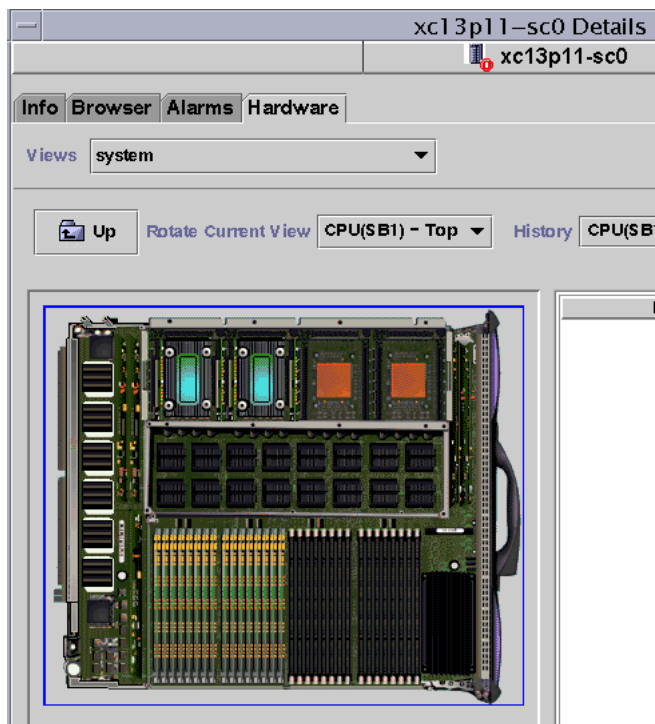 xc13p11-sc0 Details
xc13p11-sc0
Info Browser Alarms Hardware
Views system
Up Rotate Current View CPU(SB1) - Top History CPU(SB